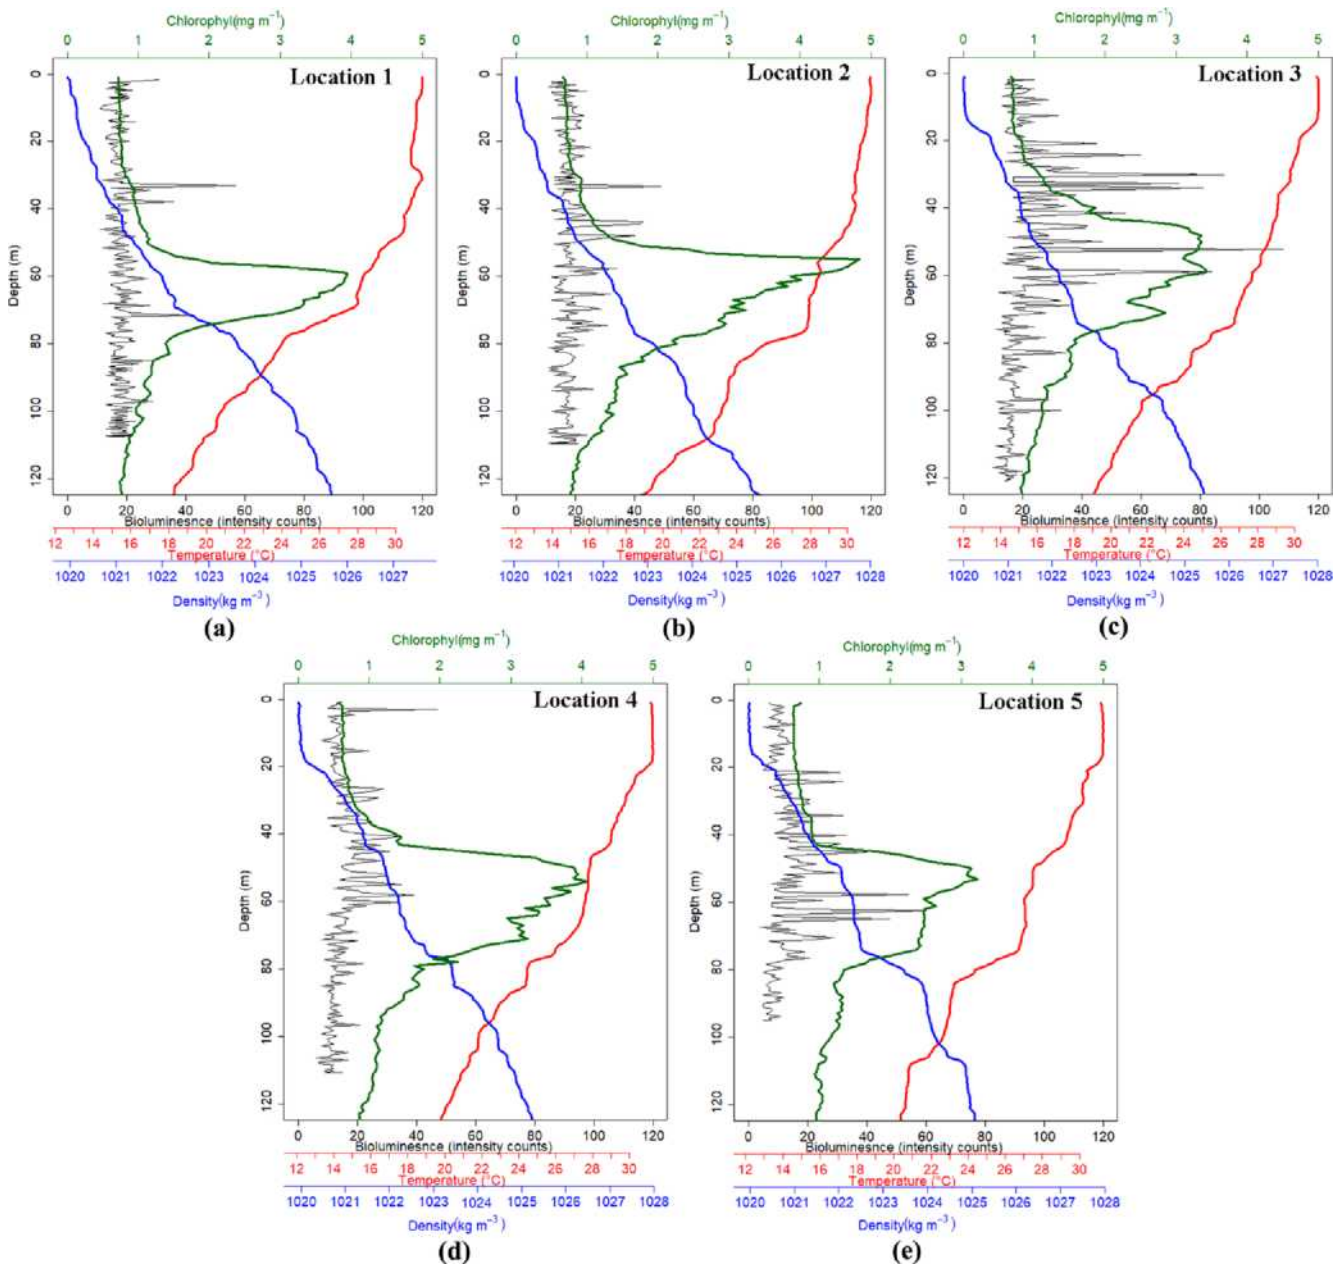 Chlorophyl(mg m⁻¹) Chlorophyl(mg m⁻¹) Chlorophyl(mg m⁻¹)
0 1 2 3 4 5 0 1 2 3 4 5 0 1 2 3 4 5
Location 1 Location 2 Location 3
Depth (m) Depth (m) Depth (m)
0 20 40 60 80 100 120 0 20 40 60 80 100 120 0 20 40 60 80 100 120
0 20 40 60 80 100 120 0 20 40 60 80 100 120 0 20 40 60 80 100 120
Bioluminesnce (intensity counts) Bioluminesnce (intensity counts) Bioluminesnce (intensity counts)
12 14 16 18 20 22 24 26 28 30 12 14 16 18 20 22 24 26 28 30 12 14 16 18 20 22 24 26 28 30
Temperature (°C) Temperature (°C) Temperature (°C)
1020 1021 1022 1023 1024 1025 1026 1027 1020 1021 1022 1023 1024 1025 1026 1027 1028 1020 1021 1022 1023 1024 1025 1026 1027 1028
Density(kg m⁻³) Density(kg m⁻³) Density(kg m⁻³)
(a) (b) (c)
Chlorophyl(mg m⁻¹) Chlorophyl(mg m⁻¹)
0 1 2 3 4 5 0 1 2 3 4 5
Location 4 Location 5
Depth (m) Depth (m)
0 20 40 60 80 100 120 0 20 40 60 80 100 120
0 20 40 60 80 100 120 0 20 40 60 80 100 120
Bioluminesnce (intensity counts) Bioluminesnce (intensity counts)
12 14 16 18 20 22 24 26 28 30 12 14 16 18 20 22 24 26 28 30
Temperature (°C) Temperature (°C)
1020 1021 1022 1023 1024 1025 1026 1027 1028 1020 1021 1022 1023 1024 1025 1026 1027 1028
Density(kg m⁻³) Density(kg m⁻³)
(d) (e)